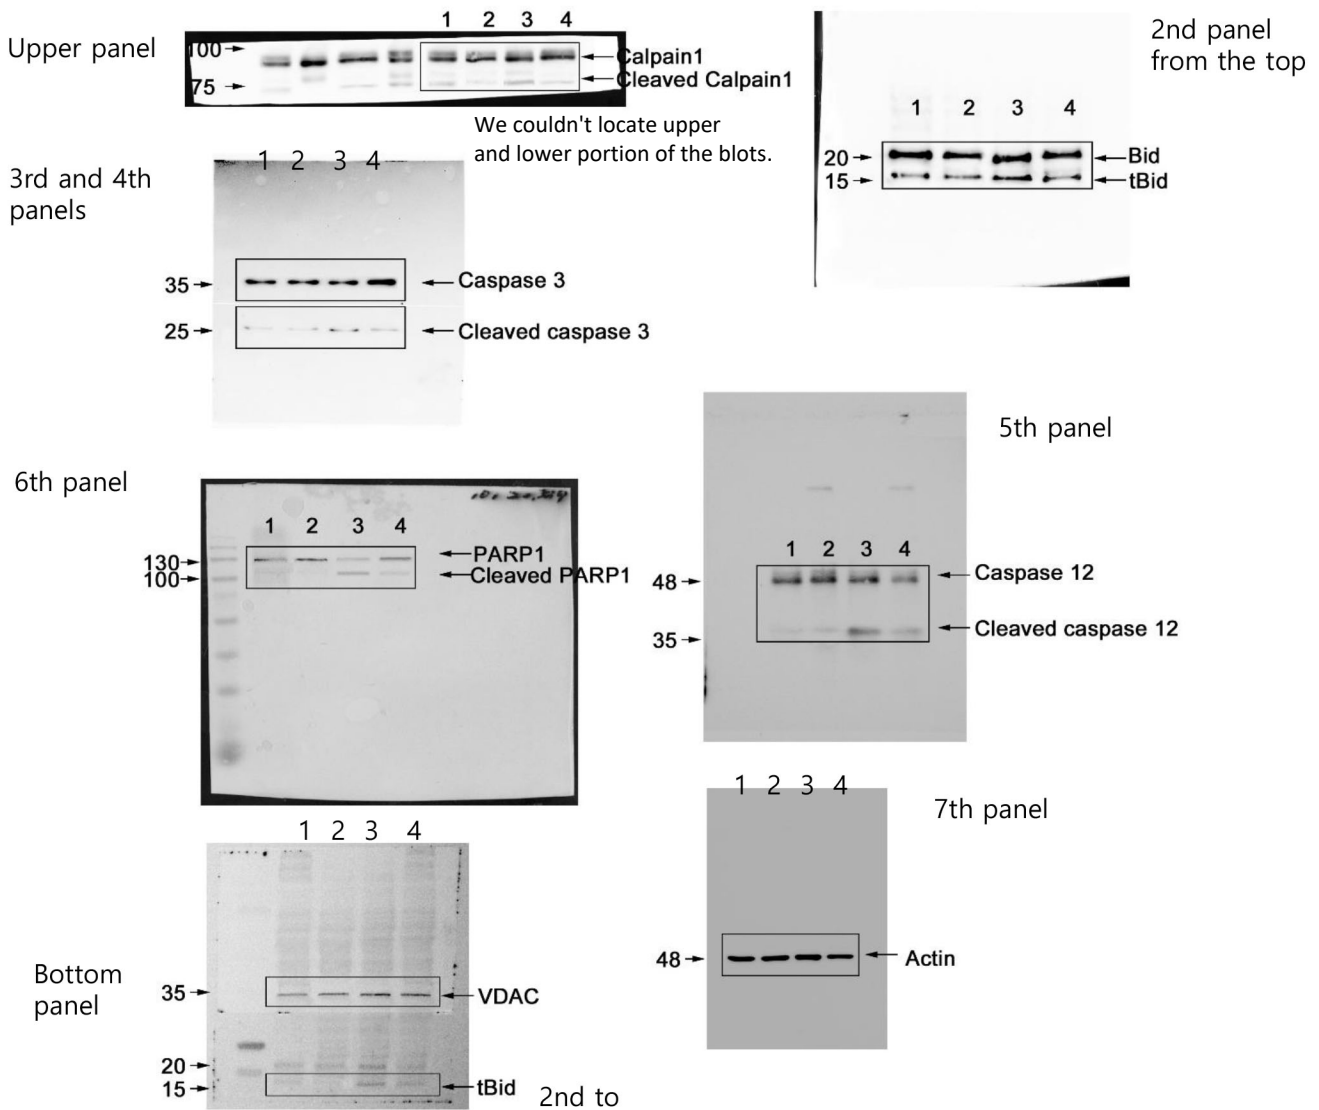 Upper panel
100
75
1 2 3 4
Calpain1
Cleaved Calpain1
We couldn't locate upper
and lower portion of the blots.
2nd panel
from the top
1 2 3 4
20
15
Bid
tBid
3rd and 4th
panels
1 2 3 4
35
25
Caspase 3
Cleaved caspase 3
5th panel
1 2 3 4
48
35
Caspase 12
Cleaved caspase 12
6th panel
1 2 3 4
130
100
PARP1
Cleaved PARP1
7th panel
1 2 3 4
48
Actin
Bottom
panel
1 2 3 4
35
20
15
VDAC
tBid
2nd to